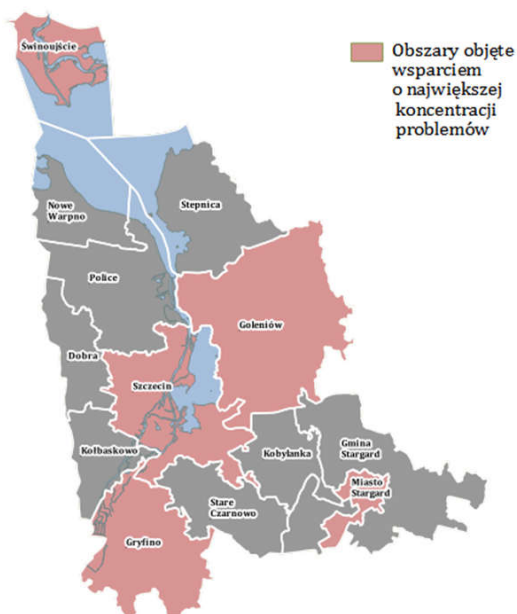 Świnoujście
Obszary objęte
wsparciem
o największej
koncentracji
problemów
Nowe
Warpno
Stepnica
Police
Goleniów
Dobra
Szczecin
Kołbaskowo
Kobylanka
Gmina
Stargard
Miasto
Stargard
Stare
Czarnowo
Gryfino